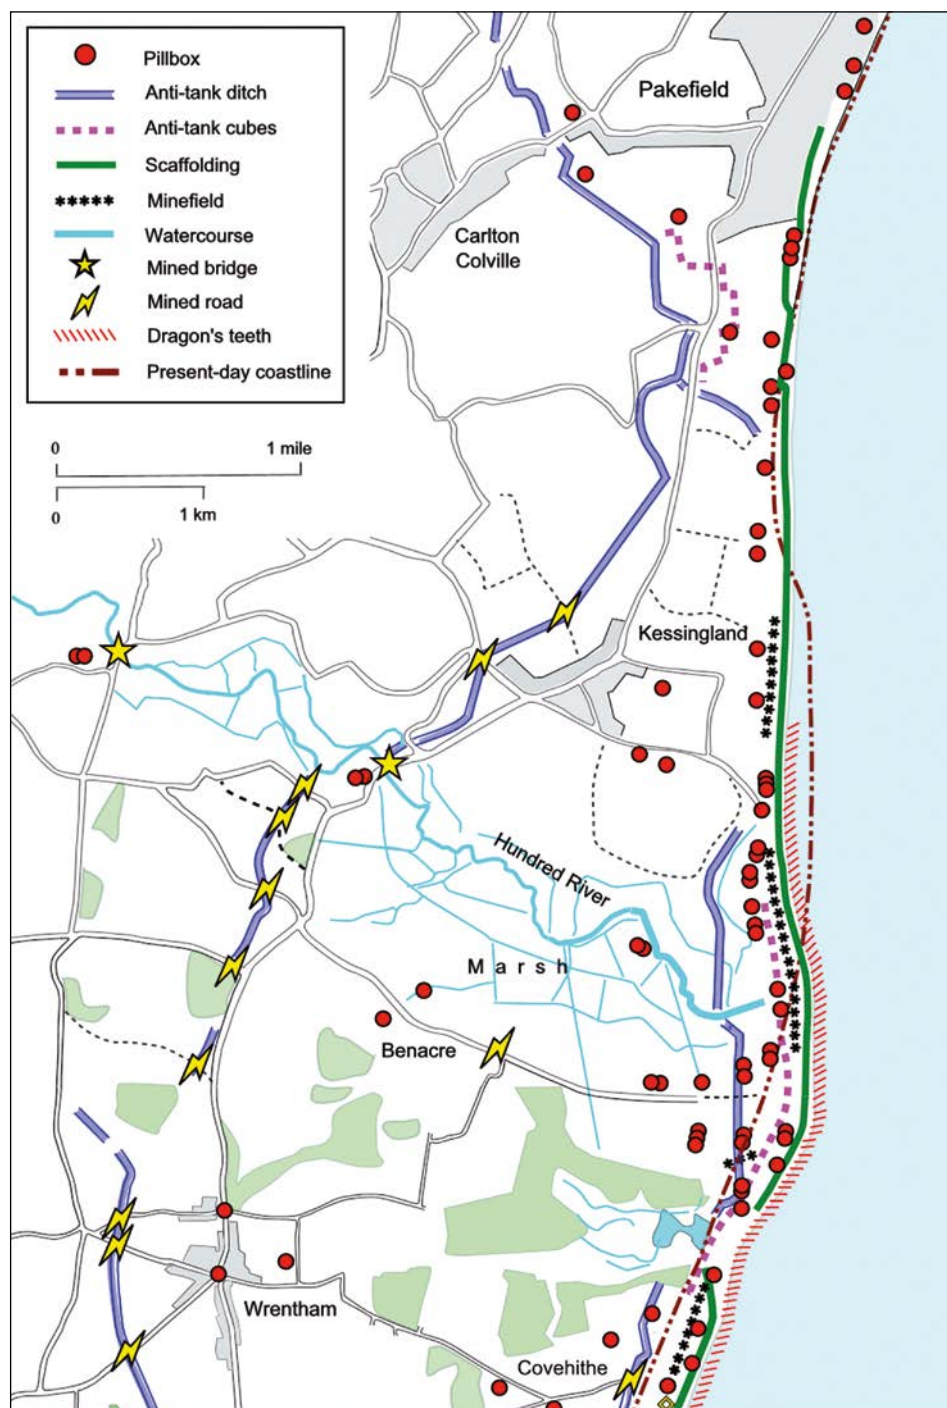 Pillbox
Anti-tank ditch
Anti-tank cubes
Scaffolding
Minefield
Watercourse
Mined bridge
Mined road
Dragon's teeth
Present-day coastline
0 1 mile
0 1 km
Pakefield
Carlton
Colville
Kessingland
Hundred River
Marsh
Benacre
Wrentham
Covehithe